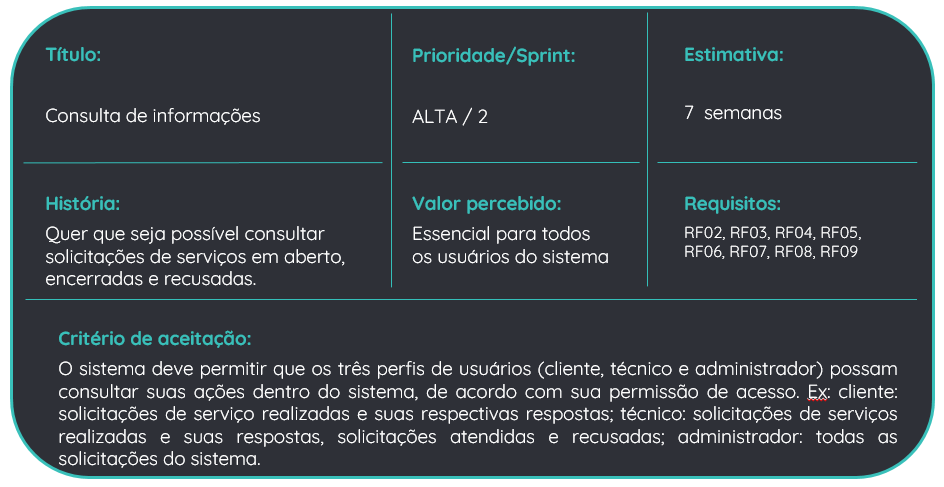 Título:
Consulta de informações
Prioridade/Sprint:
ALTA / 2
Estimativa:
7 semanas
História:
Quer que seja possível consultar
solicitações de serviços em aberto,
encerradas e recusadas.
Valor percebido:
Essencial para todos
os usuários do sistema
Requisitos:
RF02, RF03, RF04, RF05,
RF06, RF07, RF08, RF09
Critério de aceitação:
O sistema deve permitir que os três perfis de usuários (cliente, técnico e administrador) possam
consultar suas ações dentro do sistema, de acordo com sua permissão de acesso. Ex: cliente:
solicitações de serviço realizadas e suas respectivas respostas; técnico: solicitações de serviços
realizadas e suas respostas, solicitações atendidas e recusadas; administrador: todas as
solicitações do sistema.